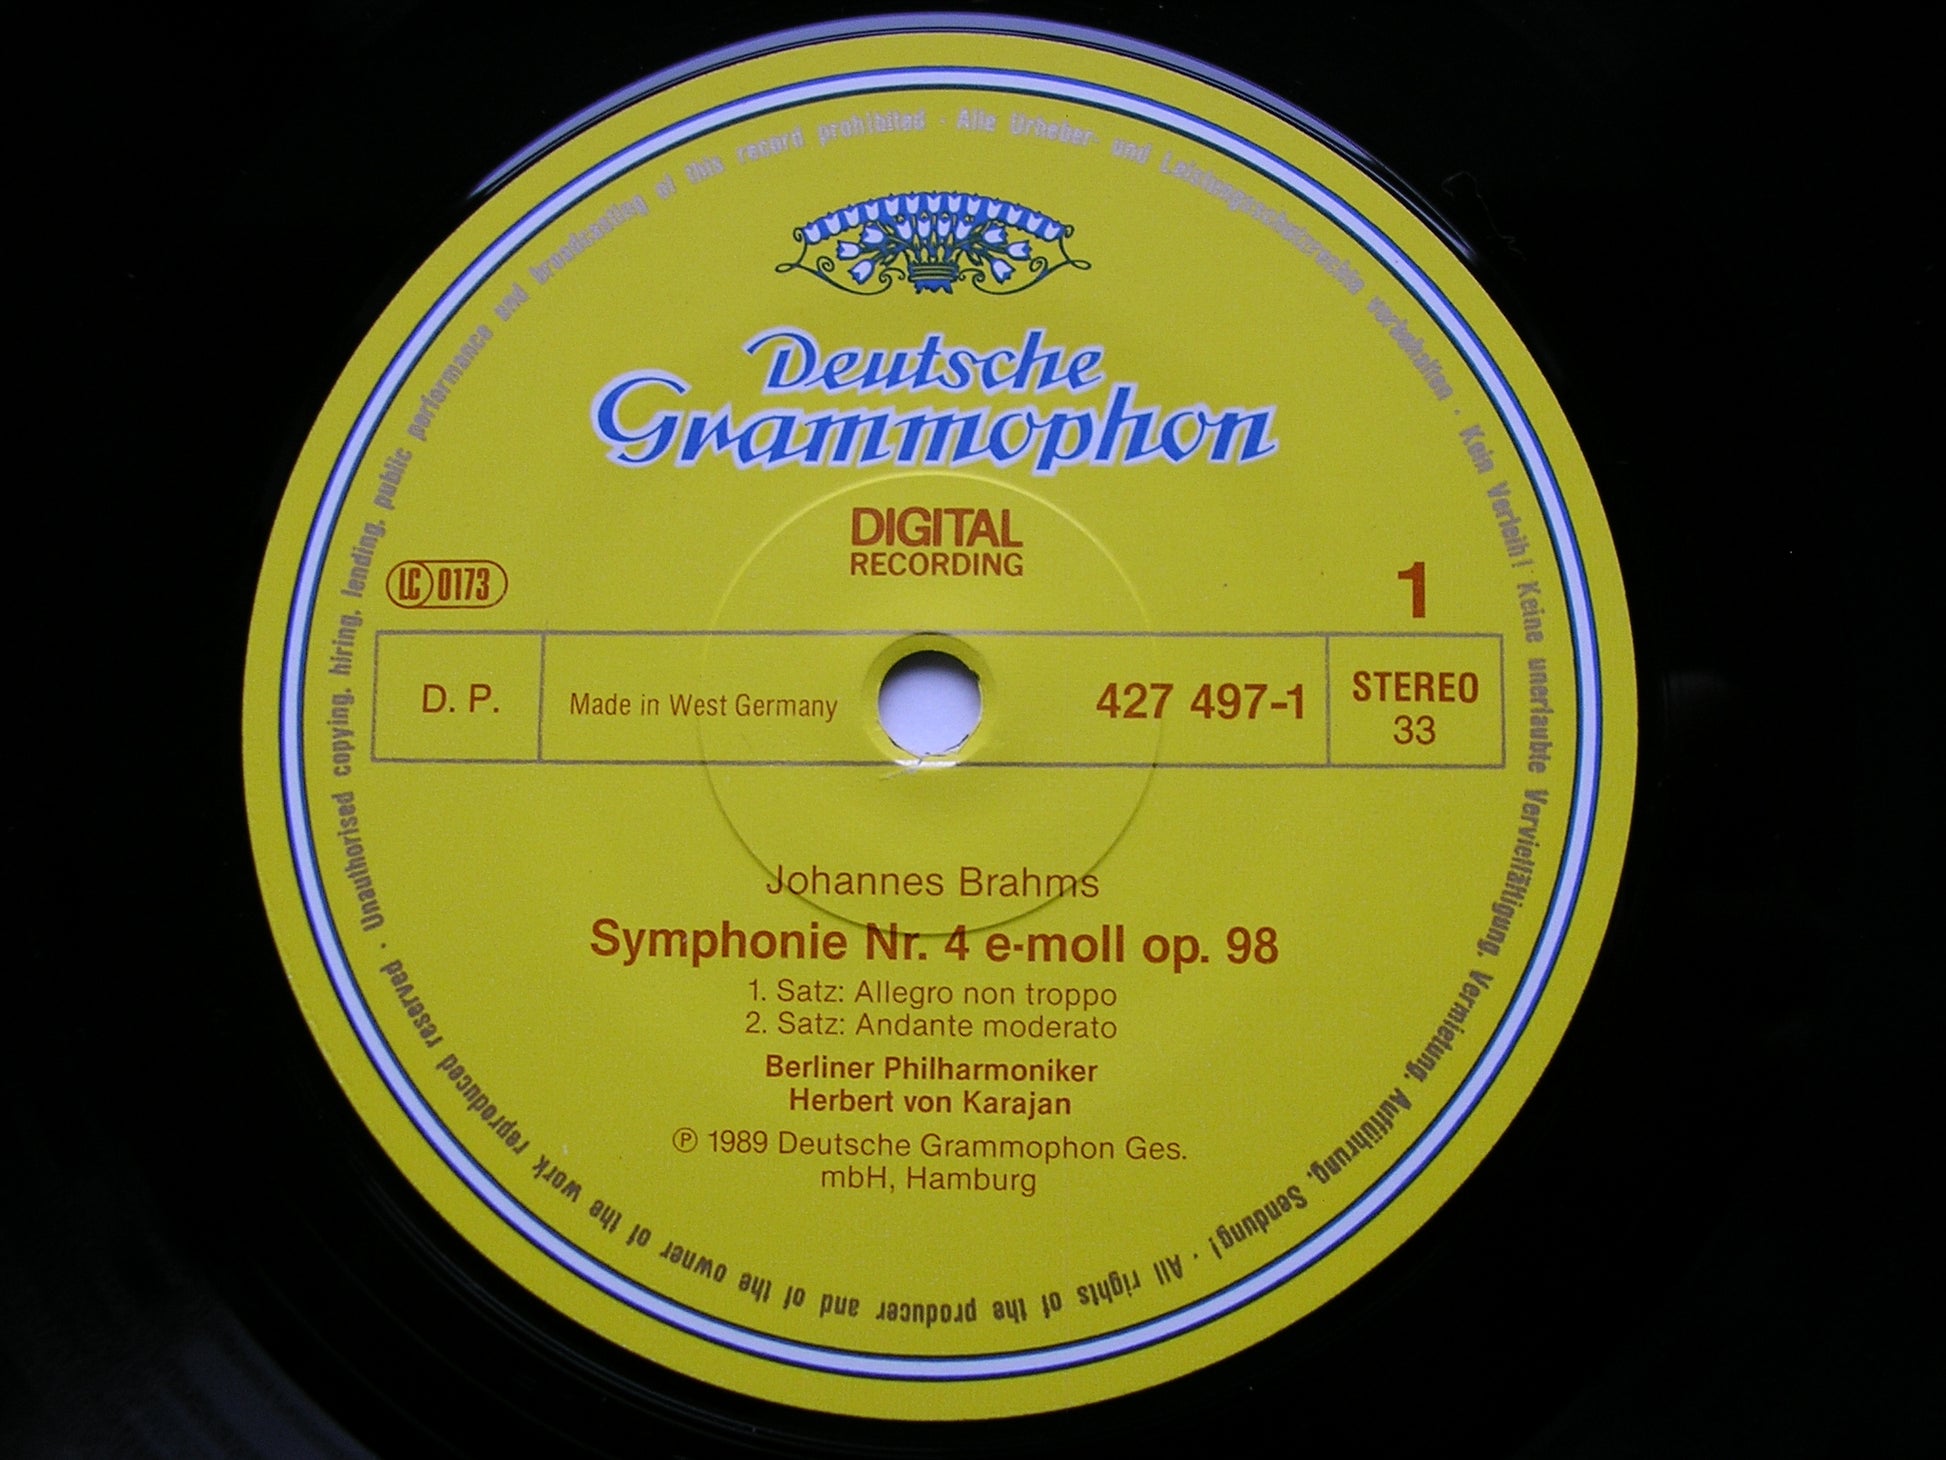 Alle Urheber- und Leistungsschutzrechte vorbehalten · Kein Verleih! Keine unerlaubte Vervielfältigung, Vermietung, Aufführung, Sendung! · All rights of the producer and of the owner of the work reproduced reserved · Unauthorised copying, hiring, lending, public performance und broadcasting of this record prohibited ·
Deutsche
Grammophon
DIGITAL
RECORDING
LC 0173
1
D. P.
Made in West Germany
427 497-1
STEREO
33
Johannes Brahms
Symphonie Nr. 4 e-moll op. 98
1. Satz: Allegro non troppo
2. Satz: Andante moderato
Berliner Philharmoniker
Herbert von Karajan
℗ 1989 Deutsche Grammophon Ges.
mbH, Hamburg